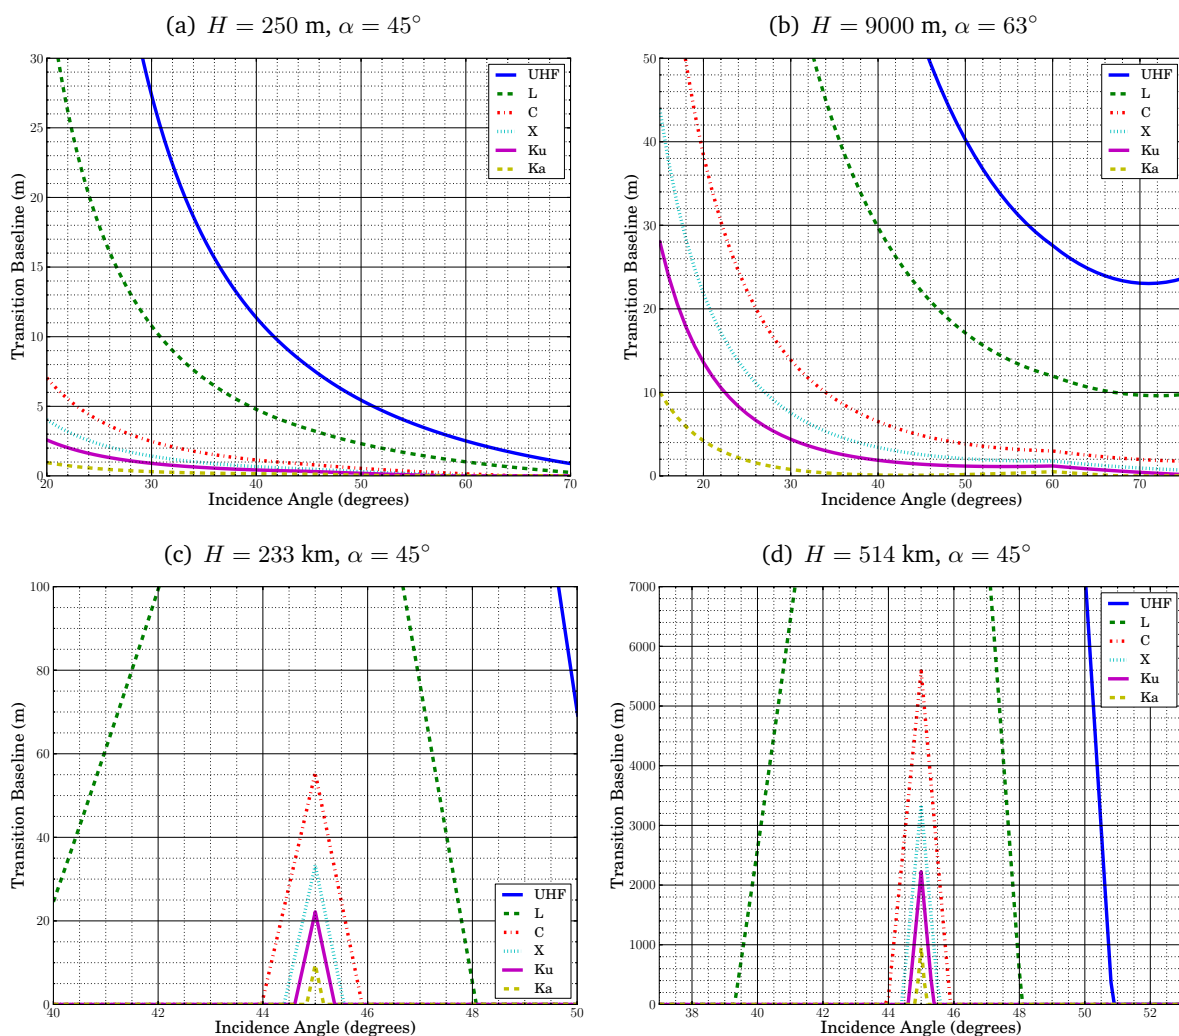 (a) H = 250 m, α = 45°
Transition Baseline (m)
30
25
20
15
10
5
0
20
30
40
50
60
70
Incidence Angle (degrees)
UHF
L
C
X
Ku
Ka
(b) H = 9000 m, α = 63°
Transition Baseline (m)
50
40
30
20
10
0
20
30
40
50
60
70
Incidence Angle (degrees)
UHF
L
C
X
Ku
Ka
(c) H = 233 km, α = 45°
Transition Baseline (m)
100
80
60
40
20
0
40
42
44
46
48
50
Incidence Angle (degrees)
UHF
L
C
X
Ku
Ka
(d) H = 514 km, α = 45°
Transition Baseline (m)
7000
6000
5000
4000
3000
2000
1000
0
38
40
42
44
46
48
50
52
Incidence Angle (degrees)
UHF
L
C
X
Ku
Ka